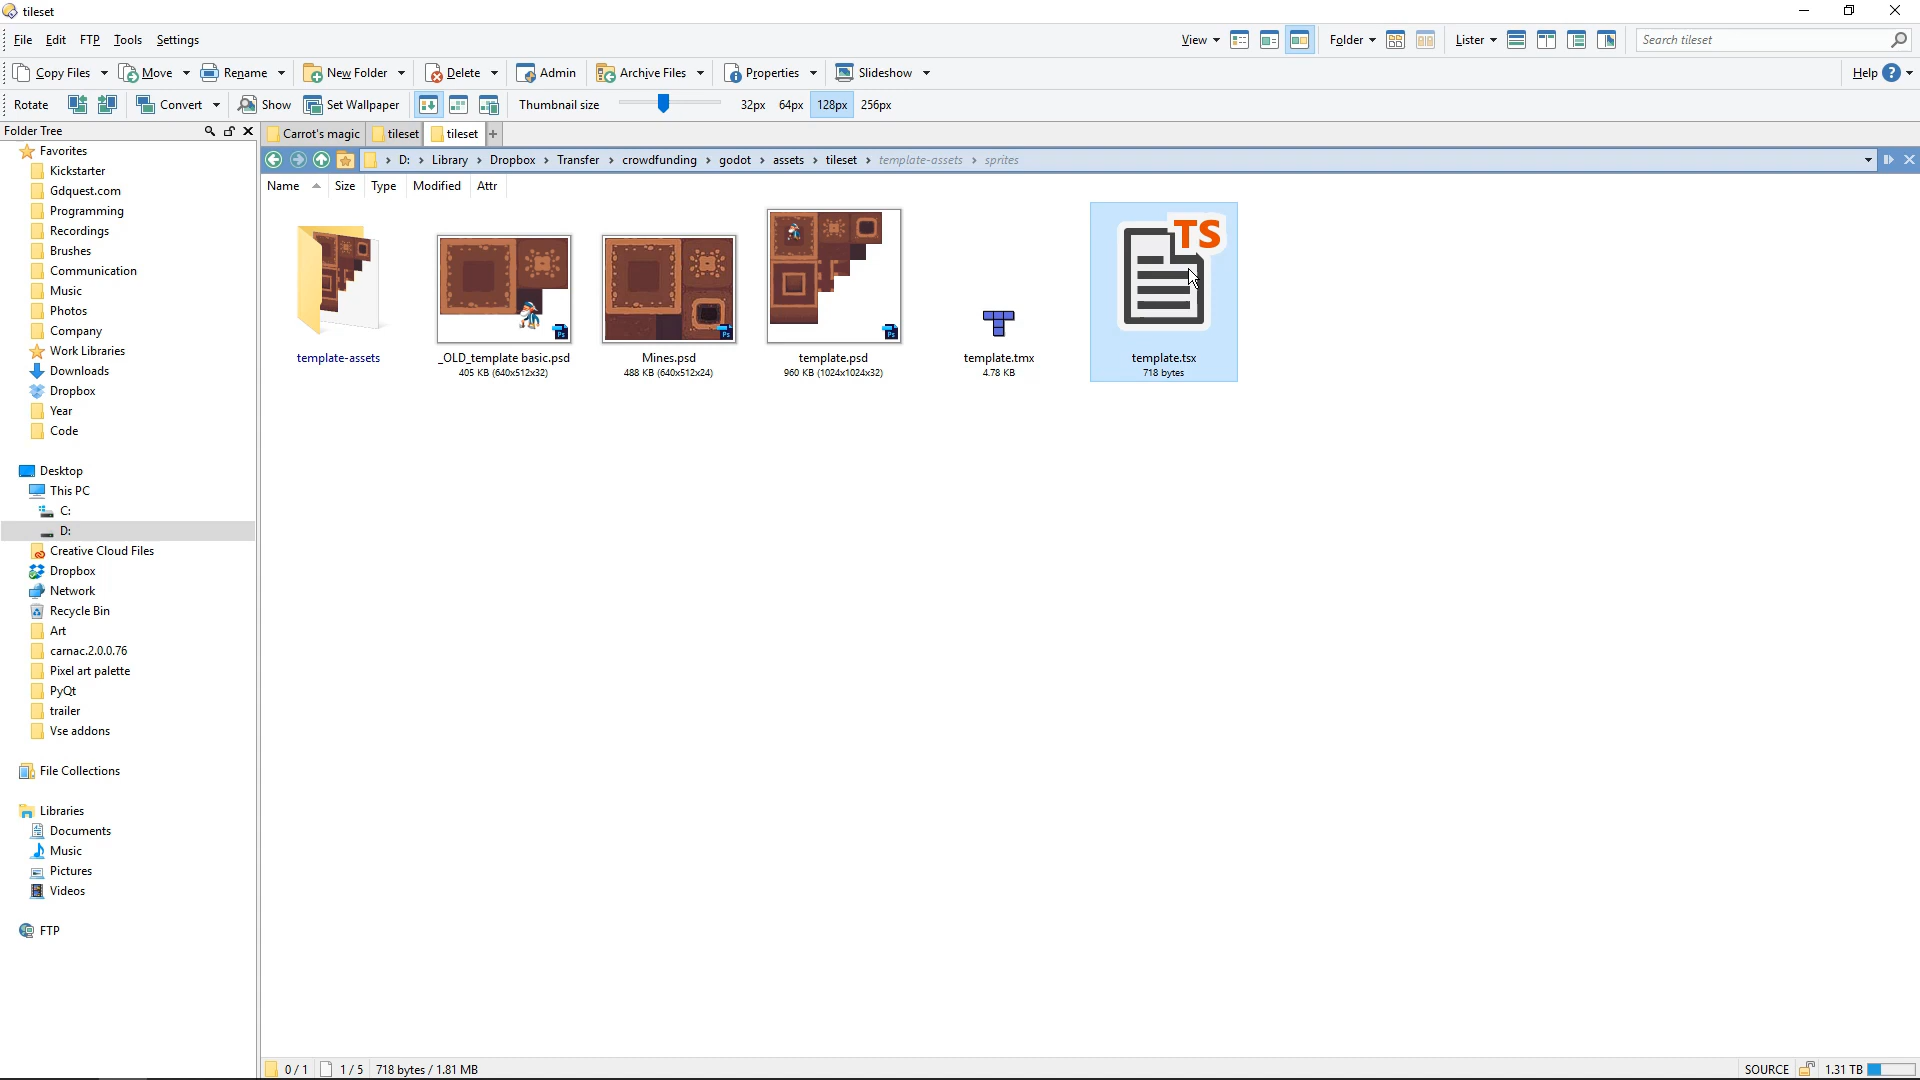 tileset
File Edit FTP Tools Settings
View Folder Lister Search tileset
Copy Files Move Rename New Folder Delete Admin Archive Files Properties Slideshow Help
Rotate Convert Show Set Wallpaper Thumbnail size 32px 64px 128px 256px
Folder Tree
Carrot's magic tileset tileset
D: Library Dropbox Transfer crowdfunding godot assets tileset template-assets sprites
Name Size Type Modified Attr
Favorites
Kickstarter
Gdquest.com
Programming
Recordings
Brushes
Communication
Music
Photos
Company
Work Libraries
Downloads
Dropbox
Year
Code
Desktop
This PC
C:
D:
Creative Cloud Files
Dropbox
Network
Recycle Bin
Art
carnac.2.0.0.76
Pixel art palette
PyQt
trailer
Vse addons
File Collections
Libraries
Documents
Music
Pictures
Videos
FTP
TS
Ps Ps Ps
template-assets _OLD_template basic.psd Mines.psd template.psd template.tmx template.tsx
405 KB (640x512x32) 488 KB (640x512x24) 960 KB (1024x1024x32) 4.78 KB 718 bytes
0 / 1 1 / 5 718 bytes / 1.81 MB SOURCE 1.31 TB